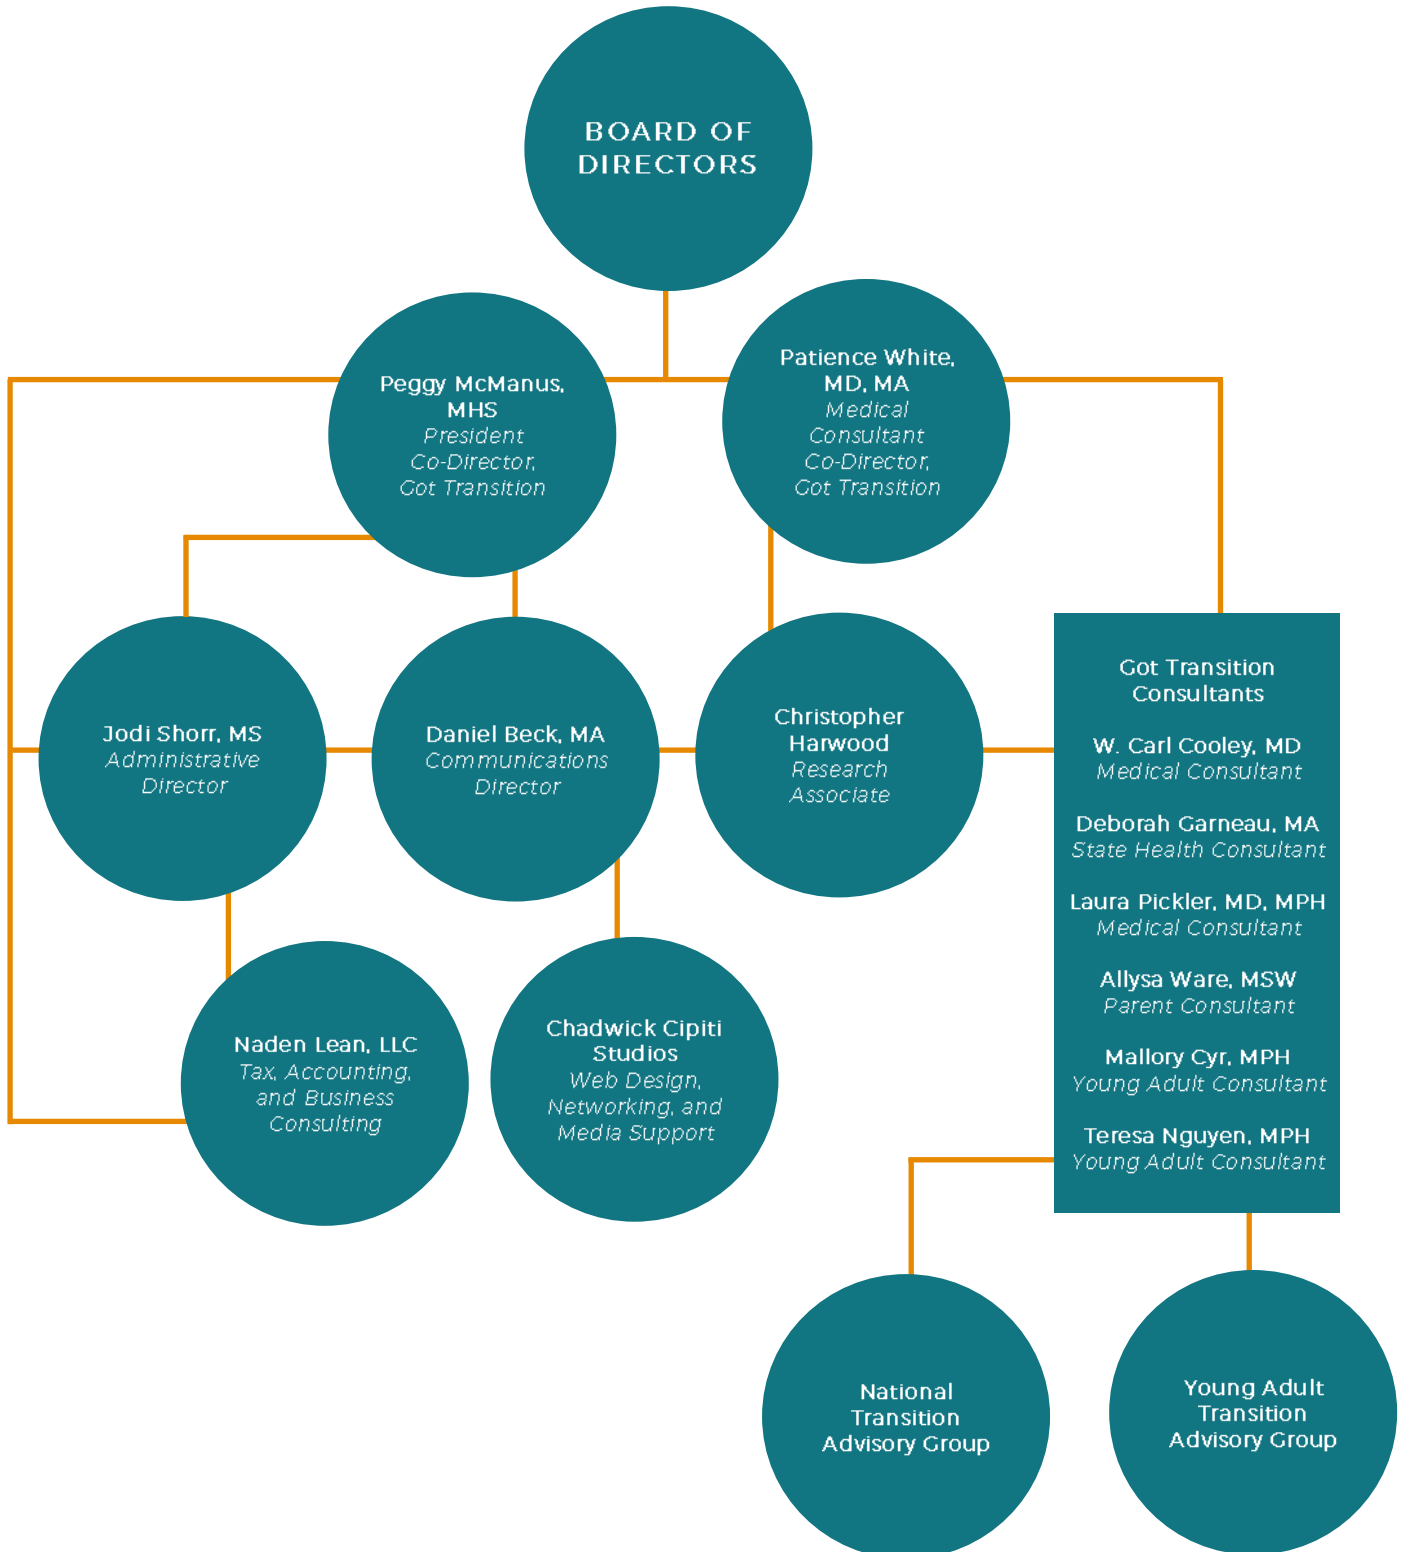 BOARD OF
DIRECTORS
Peggy McManus,
MHS
President
Co-Director,
Got Transition
Patience White,
MD, MA
Medical
Consultant
Co-Director,
Got Transition
Jodi Shorr, MS
Administrative
Director
Daniel Beck, MA
Communications
Director
Christopher
Harwood
Research
Associate
Got Transition
Consultants
W. Carl Cooley, MD
Medical Consultant
Deborah Garneau, MA
State Health Consultant
Laura Pickler, MD, MPH
Medical Consultant
Allysa Ware, MSW
Parent Consultant
Mallory Cyr, MPH
Young Adult Consultant
Teresa Nguyen, MPH
Young Adult Consultant
Naden Lean, LLC
Tax, Accounting,
and Business
Consulting
Chadwick Cipiti
Studios
Web Design,
Networking, and
Media Support
National
Transition
Advisory Group
Young Adult
Transition
Advisory Group